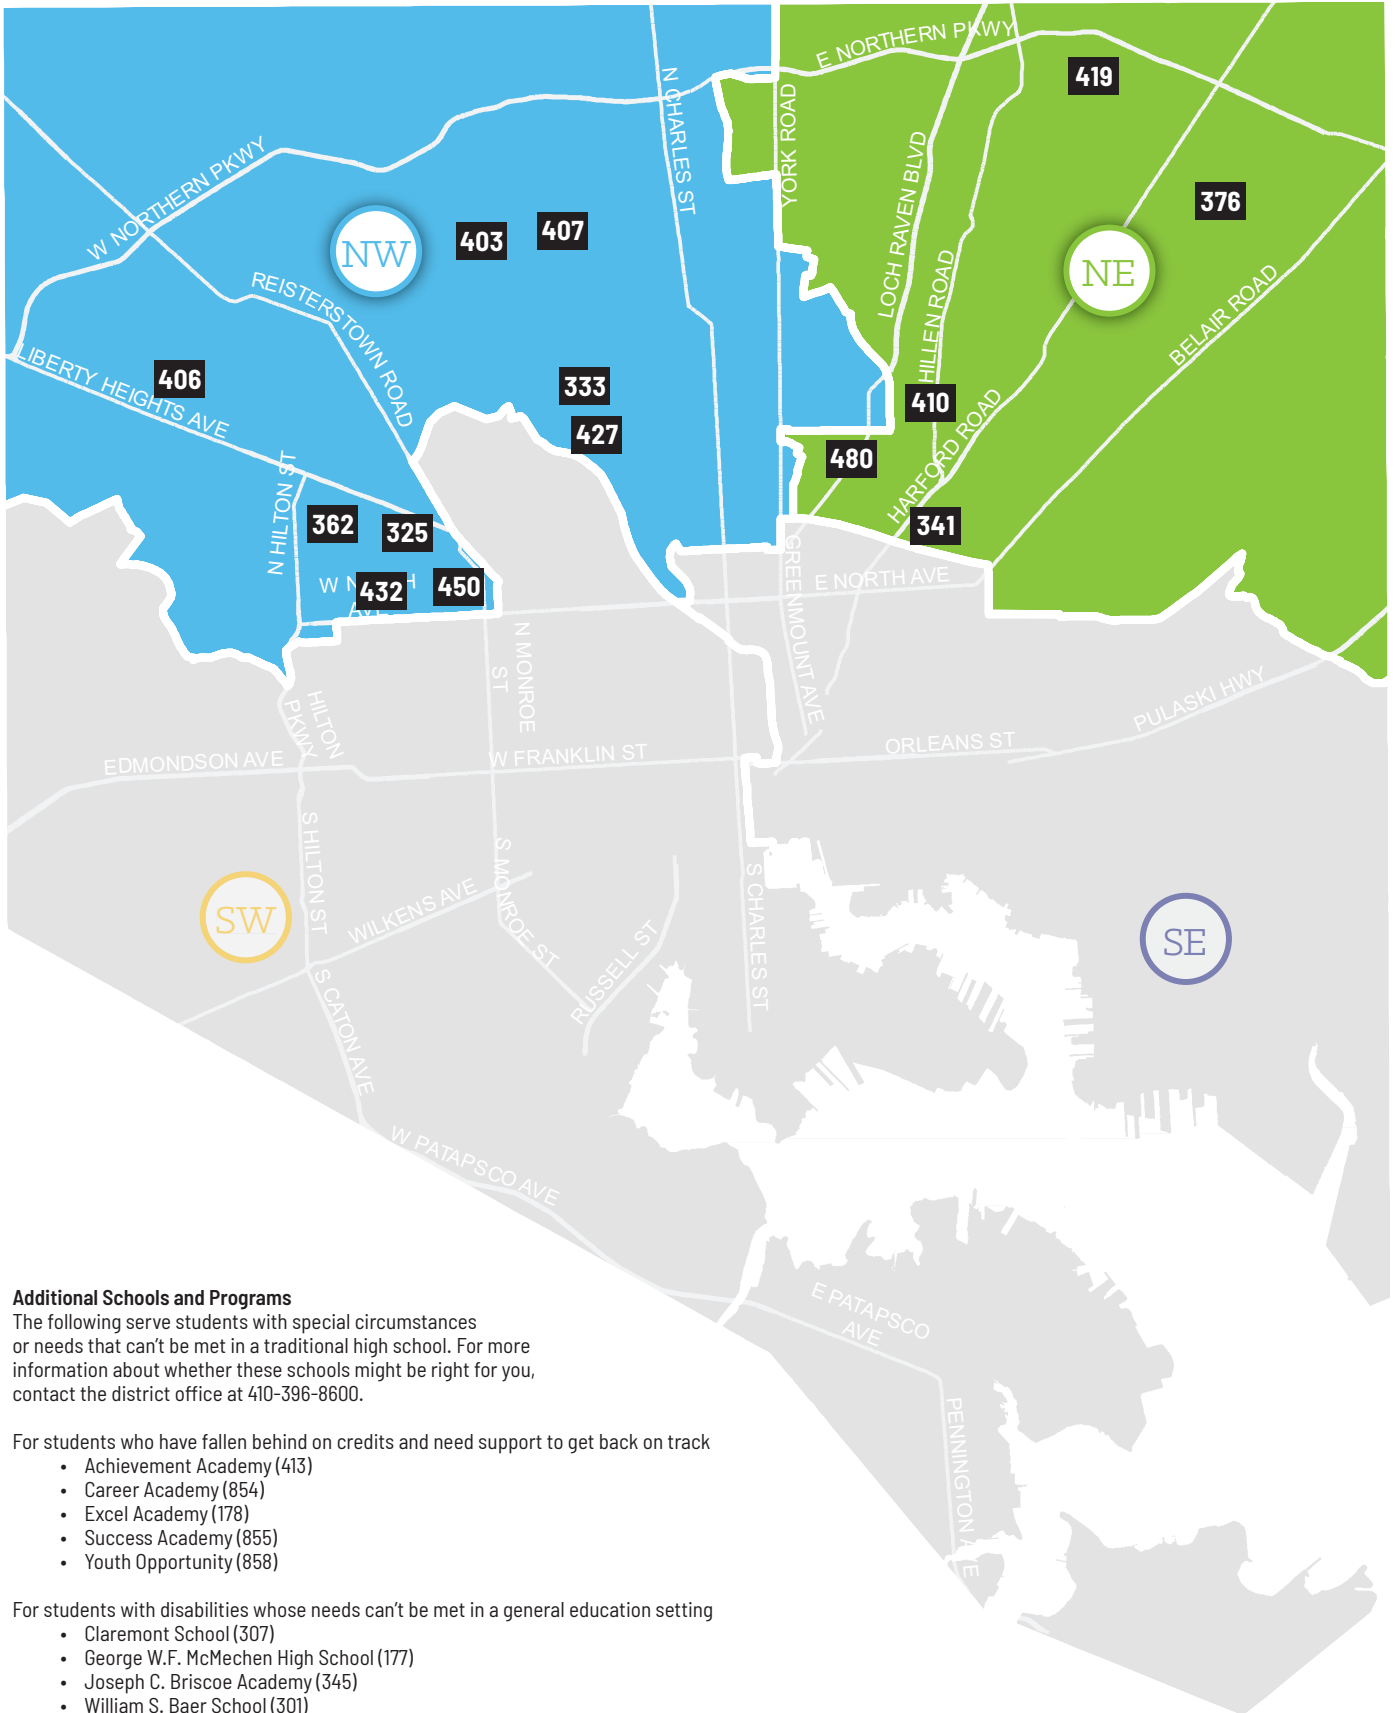 E NORTHERN PKWY
419
N CHARLES ST
YORK ROAD
W NORTHERN PKWY
LOCH RAVEN BLVD
376
403
407
NW
NE
HILLEN ROAD
REISTERSTOWN ROAD
BELAIR ROAD
LIBERTY HEIGHTS AVE
406
333
410
427
HARFORD ROAD
480
N HILTON ST
362
325
341
GREENMOUNT AVE
W N
H
432
450
E NORTH AVE
N MONROE
ST
HILTON
PKWY
PULASKI HWY
EDMONDSON AVE
W FRANKLIN ST
ORLEANS ST
S HILTON ST
S MONROE ST
S CHARLES ST
WILKENS AVE
SW
RUSSELL ST
SE
S CATON AVE
W PATAPSCO AVE
E PATAPSCO
AVE
PENNINGTON AVE
Additional Schools and Programs
The following serve students with special circumstances
or needs that can't be met in a traditional high school. For more
information about whether these schools might be right for you,
contact the district office at 410-396-8600.
For students who have fallen behind on credits and need support to get back on track
• Achievement Academy (413)
• Career Academy (854)
• Excel Academy (178)
• Success Academy (855)
• Youth Opportunity (858)
For students with disabilities whose needs can't be met in a general education setting
• Claremont School (307)
• George W.F. McMechen High School (177)
• Joseph C. Briscoe Academy (345)
• William S. Baer School (301)